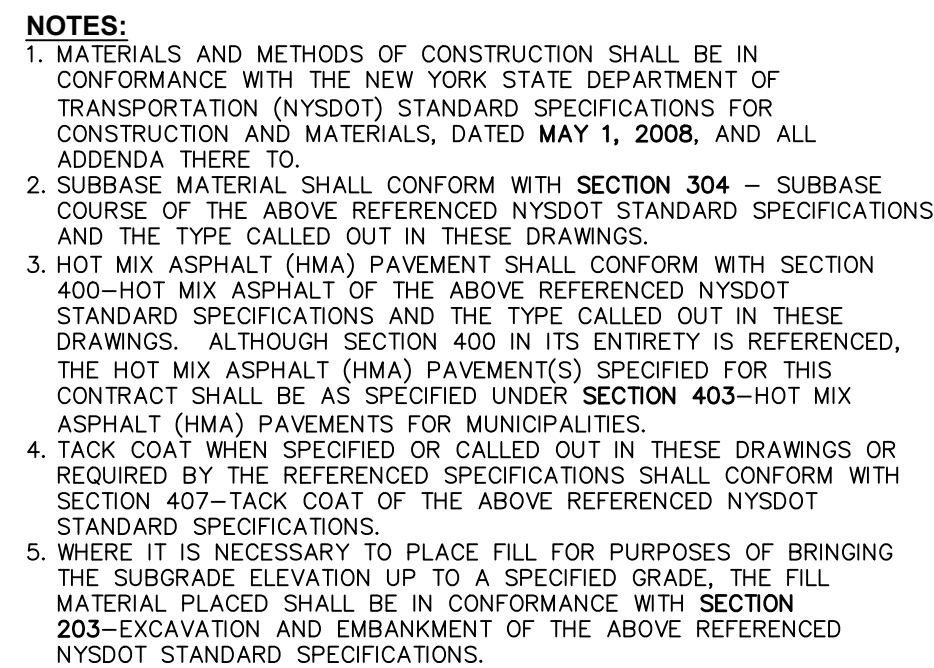 NOTES:
1. MATERIALS AND METHODS OF CONSTRUCTION SHALL BE IN
CONFORMANCE WITH THE NEW YORK STATE DEPARTMENT OF
TRANSPORTATION (NYSDOT) STANDARD SPECIFICATIONS FOR
CONSTRUCTION AND MATERIALS, DATED MAY 1, 2008, AND ALL
ADDENDA THERE TO.
2. SUBBASE MATERIAL SHALL CONFORM WITH SECTION 304 – SUBBASE
COURSE OF THE ABOVE REFERENCED NYSDOT STANDARD SPECIFICATIONS
AND THE TYPE CALLED OUT IN THESE DRAWINGS.
3. HOT MIX ASPHALT (HMA) PAVEMENT SHALL CONFORM WITH SECTION
400–HOT MIX ASPHALT OF THE ABOVE REFERENCED NYSDOT
STANDARD SPECIFICATIONS AND THE TYPE CALLED OUT IN THESE
DRAWINGS. ALTHOUGH SECTION 400 IN ITS ENTIRETY IS REFERENCED,
THE HOT MIX ASPHALT (HMA) PAVEMENT(S) SPECIFIED FOR THIS
CONTRACT SHALL BE AS SPECIFIED UNDER SECTION 403–HOT MIX
ASPHALT (HMA) PAVEMENTS FOR MUNICIPALITIES.
4. TACK COAT WHEN SPECIFIED OR CALLED OUT IN THESE DRAWINGS OR
REQUIRED BY THE REFERENCED SPECIFICATIONS SHALL CONFORM WITH
SECTION 407–TACK COAT OF THE ABOVE REFERENCED NYSDOT
STANDARD SPECIFICATIONS.
5. WHERE IT IS NECESSARY TO PLACE FILL FOR PURPOSES OF BRINGING
THE SUBGRADE ELEVATION UP TO A SPECIFIED GRADE, THE FILL
MATERIAL PLACED SHALL BE IN CONFORMANCE WITH SECTION
203–EXCAVATION AND EMBANKMENT OF THE ABOVE REFERENCED
NYSDOT STANDARD SPECIFICATIONS.